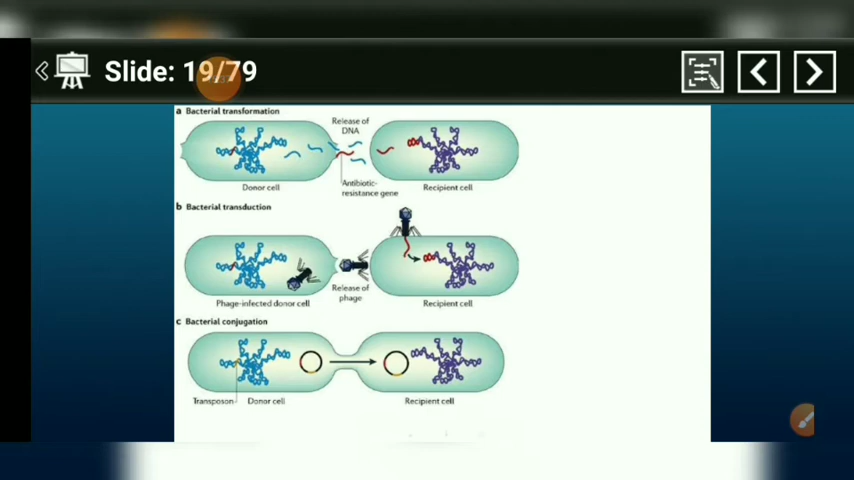 Slide: 19/79
a Bacterial transformation
Release of
DNA
Donor cell
Antibiotic-
resistance gene
Recipient cell
b Bacterial transduction
Phage-infected donor cell
Release of
phage
Recipient cell
c Bacterial conjugation
Transposon
Donor cell
Recipient cell